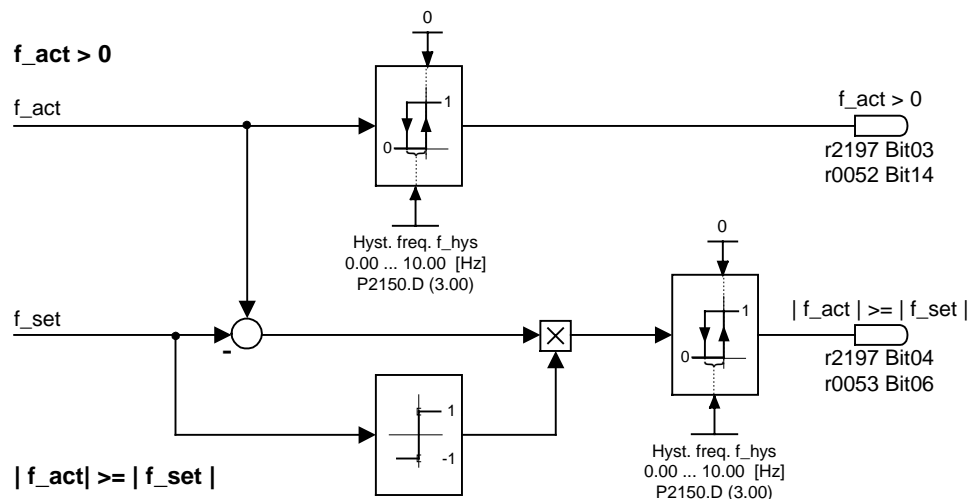 0
f_act > 0
f_act
1
0
f_act > 0
r2197 Bit03
r0052 Bit14
Hyst. freq. f_hys
0.00 ... 10.00 [Hz]
P2150.D (3.00)
0
f_set
-
1
0
| f_act | >= | f_set |
r2197 Bit04
r0053 Bit06
1
-1
Hyst. freq. f_hys
0.00 ... 10.00 [Hz]
P2150.D (3.00)
| f_act| >= | f_set |